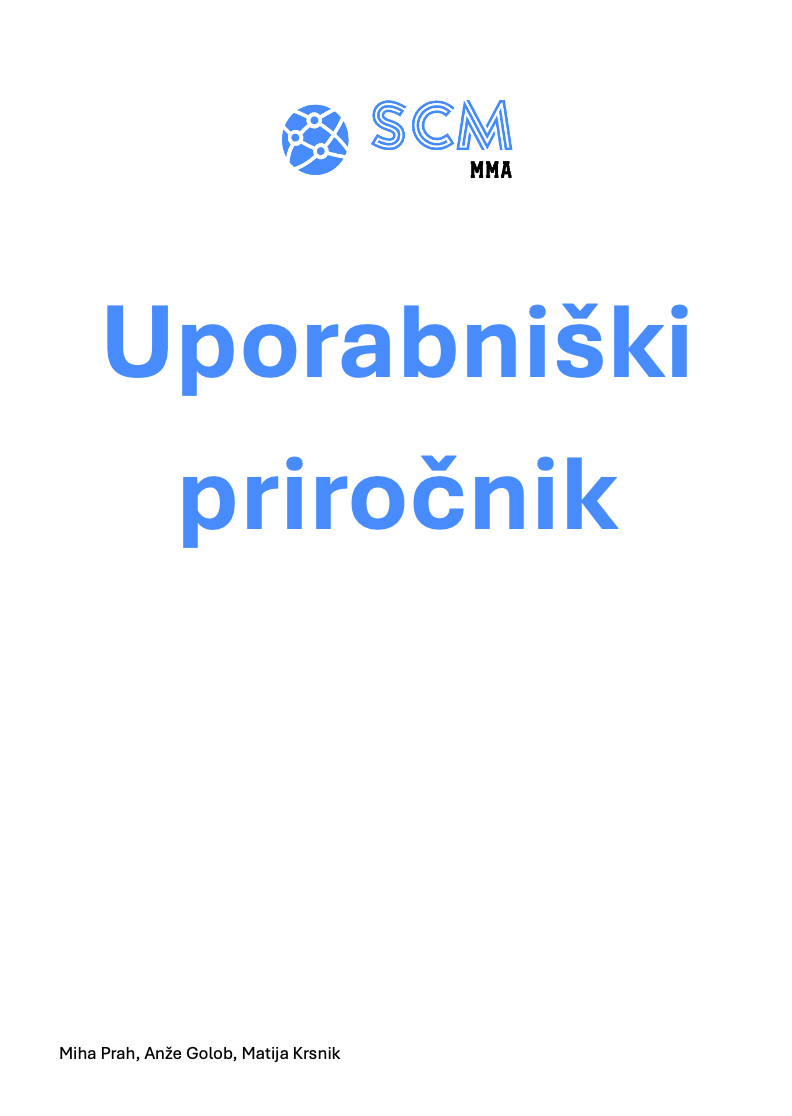 SCM
MMA
Uporabniški
priročnik
Miha Prah, Anže Golob, Matija Krsnik